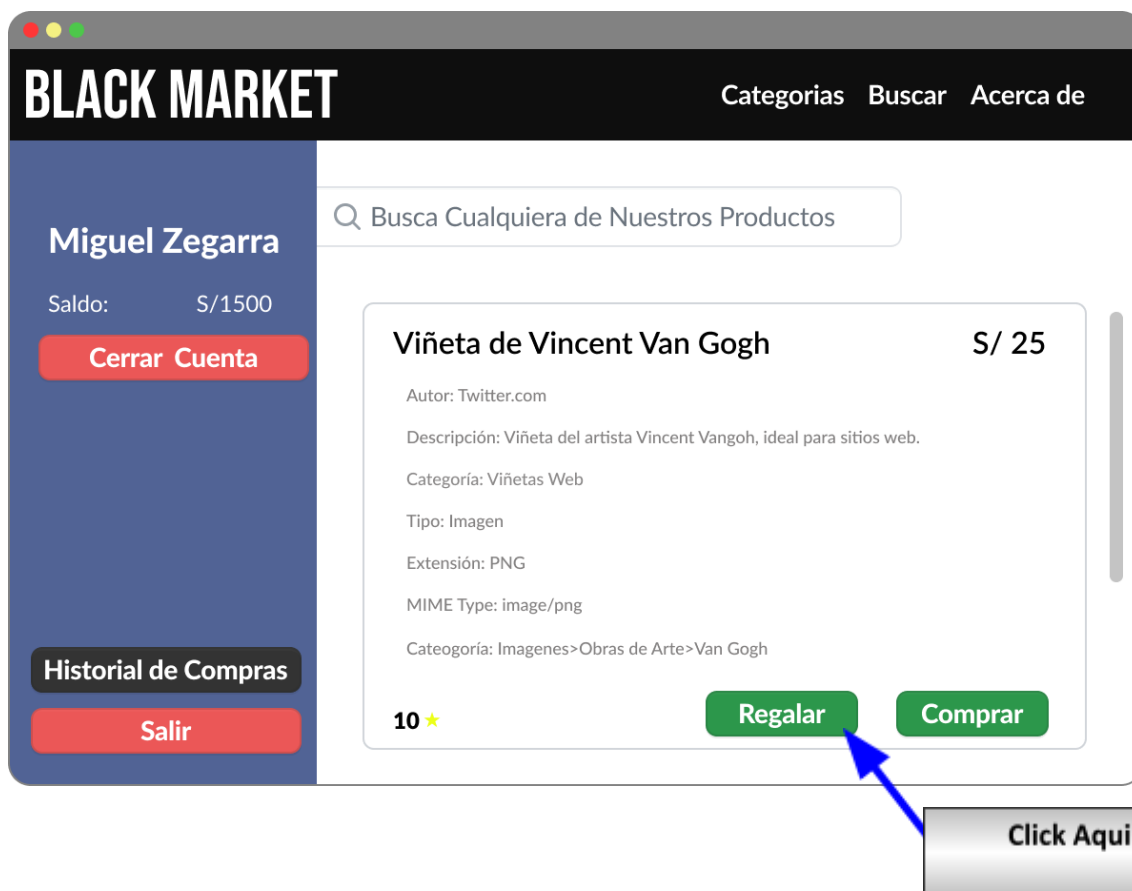 BLACK MARKET
Categorias Buscar Acerca de
Miguel Zegarra
Saldo: S/1500
Cerrar Cuenta
Historial de Compras
Salir
Busca Cualquiera de Nuestros Productos
Viñeta de Vincent Van Gogh S/ 25
Autor: Twitter.com
Descripción: Viñeta del artista Vincent Vangoh, ideal para sitios web.
Categoría: Viñetas Web
Tipo: Imagen
Extensión: PNG
MIME Type: image/png
Cateogoría: Imagenes>Obras de Arte>Van Gogh
10 Regalar Comprar
Click Aqui